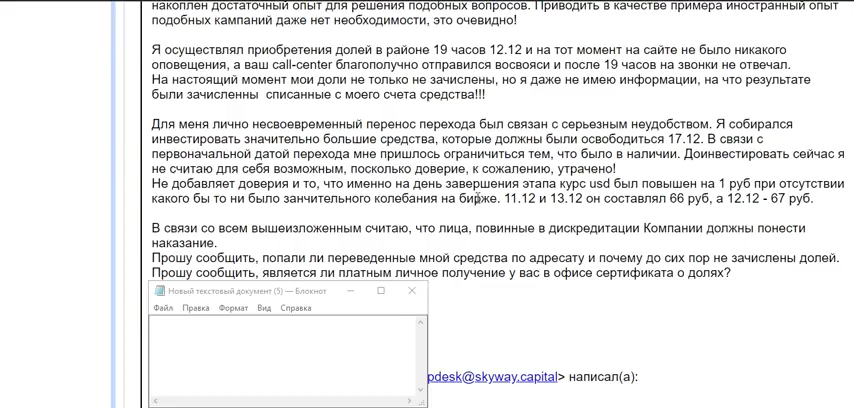 накоплен достаточный опыт для решения подобных вопросов. Приводить в качестве примера иностранный опыт
подобных кампаний даже нет необходимости, это очевидно!
Я осуществлял приобретения долей в районе 19 часов 12.12 и на тот момент на сайте не было никакого
оповещения, а ваш call-center благополучно отправился восвояси и после 19 часов на звонки не отвечал.
На настоящий момент мои доли не только не зачислены, но я даже не имею информации, на что результате
были зачисленны списанные с моего счета средства!!!
Для меня лично несвоевременный перенос перехода был связан с серьезным неудобством. Я собирался
инвестировать значительно большие средства, которые должны были освободиться 17.12. В связи с
первоначальной датой перехода мне пришлось ограничиться тем, что было в наличии. Доинвестировать сейчас я
не считаю для себя возможным, поскольку доверие, к сожалению, утрачено!
Не добавляет доверия и то, что именно на день завершения этапа курс usd был повышен на 1 руб при отсутствии
какого бы то ни было занчительного колебания на бирже. 11.12 и 13.12 он составлял 66 руб, а 12.12 - 67 руб.
В связи со всем вышеизложенным считаю, что лица, повинные в дискредитации Компании должны понести
наказание.
Прошу сообщить, попали ли переведенные мной средства по адресату и почему до сих пор не зачислены долей.
Прошу сообщить, является ли платным личное получение у вас в офисе сертификата о долях?
Новый текстовый документ (5) — Блокнот
Файл Правка Формат Вид Справка
pdesk@skyway.capital> написал(а):